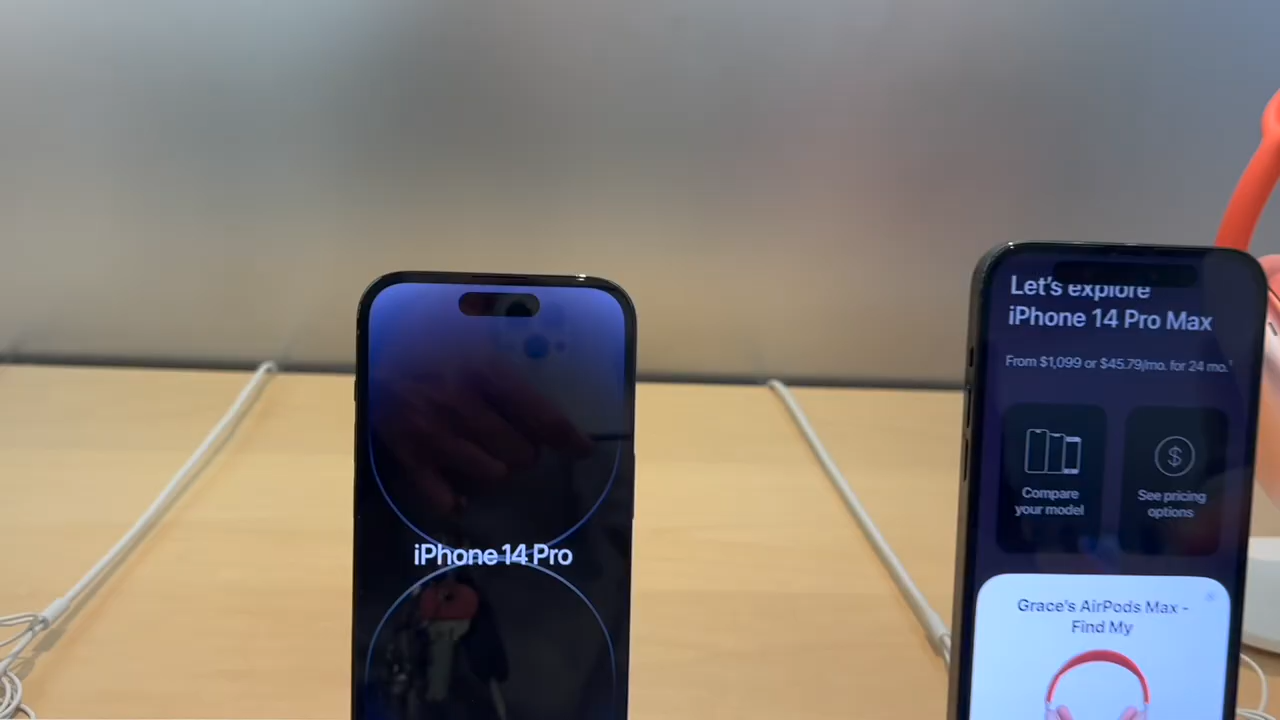 iPhone 14 Pro
Let's explore
iPhone 14 Pro Max
From $1,099 or $45.79/mo. for 24 mo.¹
Compare
your model
See pricing
options
Grace's AirPods Max -
Find My